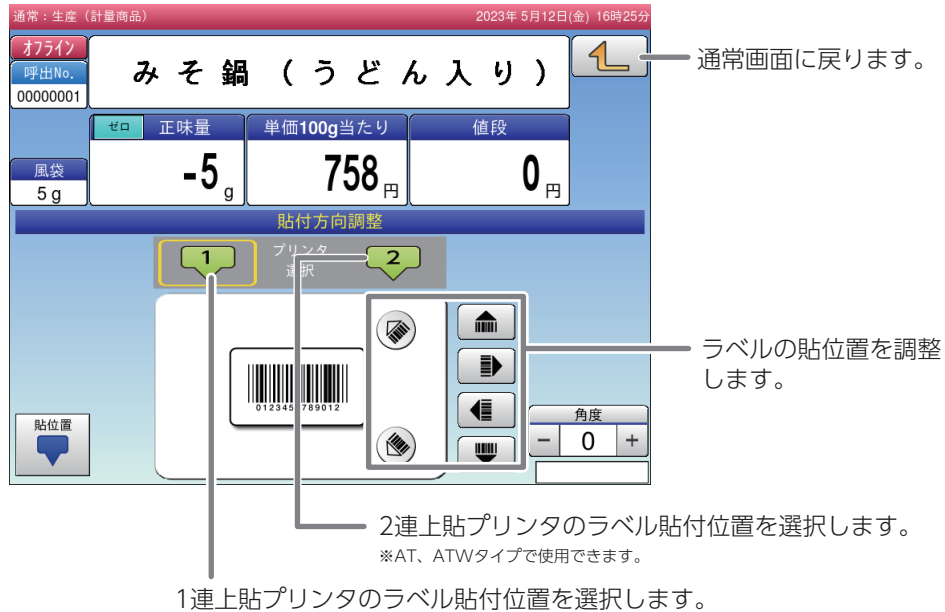 通常：生産（計量商品）
2023年 5月12日(金) 16時25分
オフライン
呼出No.
00000001
みそ鍋（うどん入り）
通常画面に戻ります。
ゼロ 正味量
単価100g当たり
値段
-5 g
758 円
0 円
風袋
5 g
貼付方向調整
1
プリンタ
選択
2
ラベルの貼位置を調整
します。
0123456789012
貼位置
角度
− 0 +
2連上貼プリンタのラベル貼付位置を選択します。
※AT、ATWタイプで使用できます。
1連上貼プリンタのラベル貼付位置を選択します。